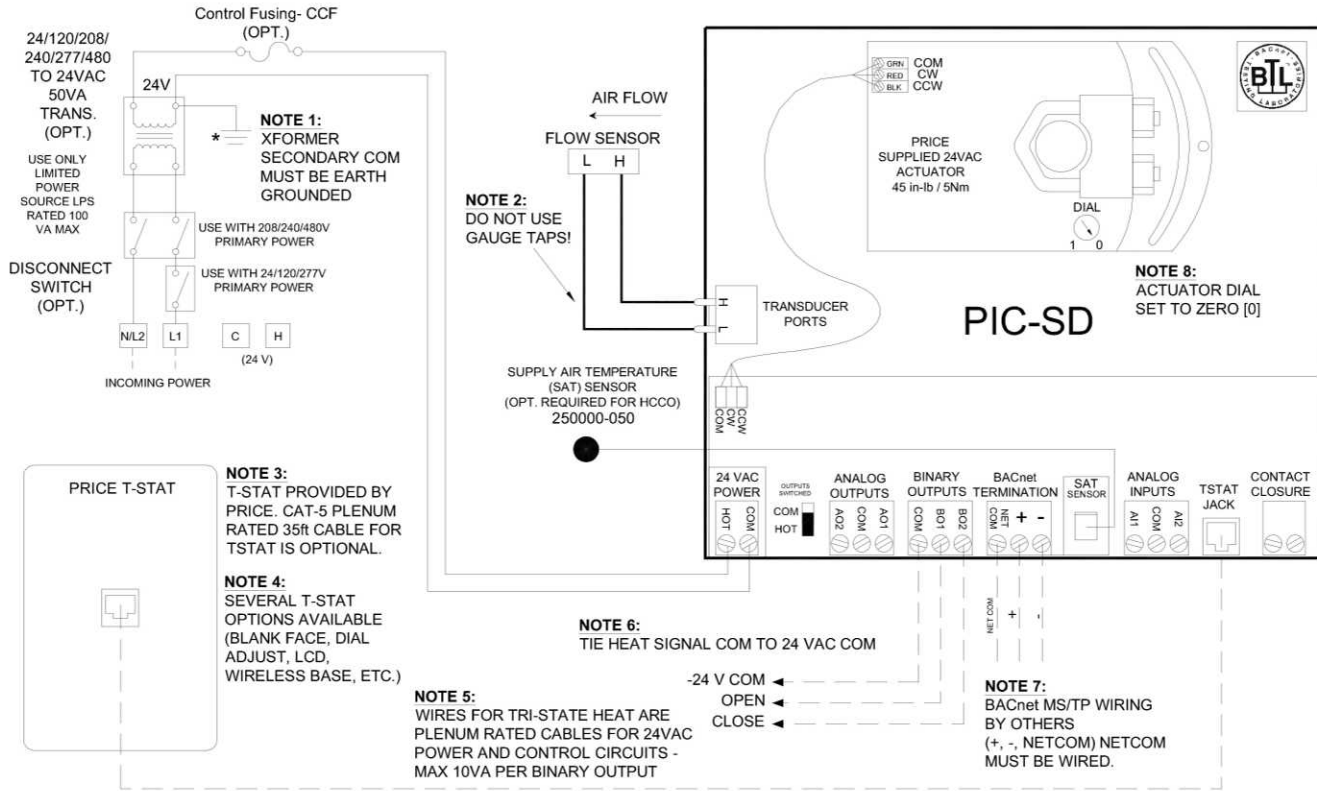 Control Fusing- CCF
(OPT.)
24/120/208/
240/277/480
TO 24VAC
50VA
TRANS.
(OPT.)
24V
*
NOTE 1:
XFORMER
SECONDARY COM
MUST BE EARTH
GROUNDED
USE ONLY
LIMITED
POWER
SOURCE LPS
RATED 100
VA MAX
USE WITH 208/240/480V
PRIMARY POWER
DISCONNECT
SWITCH
(OPT.)
USE WITH 24/120/277V
PRIMARY POWER
N/L2
L1
C
H
(24 V)
INCOMING POWER
AIR FLOW
FLOW SENSOR
L H
NOTE 2:
DO NOT USE
GAUGE TAPS!
H
L
TRANSDUCER
PORTS
SUPPLY AIR TEMPERATURE
(SAT) SENSOR
(OPT. REQUIRED FOR HCCO)
250000-050
GRN COM
RED CW
BLK CCW
PRICE
SUPPLIED 24VAC
ACTUATOR
45 in-lb / 5Nm
DIAL
1 0
BACnet TESTING LABORATORIES
BTL
NOTE 8:
ACTUATOR DIAL
SET TO ZERO [0]
PIC-SD
COM
CW
CCW
24 VAC
POWER
HOT
COM
OUTPUTS
SWITCHED
COM
HOT
ANALOG
OUTPUTS
AO2
COM
AO1
BINARY
OUTPUTS
COM
BO1
BO2
BACnet
TERMINATION
NET
COM
+
-
SAT
SENSOR
ANALOG
INPUTS
AI1
COM
AI2
TSTAT
JACK
CONTACT
CLOSURE
PRICE T-STAT
NOTE 3:
T-STAT PROVIDED BY
PRICE. CAT-5 PLENUM
RATED 35ft CABLE FOR
TSTAT IS OPTIONAL.
NOTE 4:
SEVERAL T-STAT
OPTIONS AVAILABLE
(BLANK FACE, DIAL
ADJUST, LCD,
WIRELESS BASE, ETC.)
NOTE 6:
TIE HEAT SIGNAL COM TO 24 VAC COM
-24 V COM
OPEN
CLOSE
NET COM
+
-
NOTE 5:
WIRES FOR TRI-STATE HEAT ARE
PLENUM RATED CABLES FOR 24VAC
POWER AND CONTROL CIRCUITS -
MAX 10VA PER BINARY OUTPUT
NOTE 7:
BACnet MS/TP WIRING
BY OTHERS
(+, -, NETCOM) NETCOM
MUST BE WIRED.